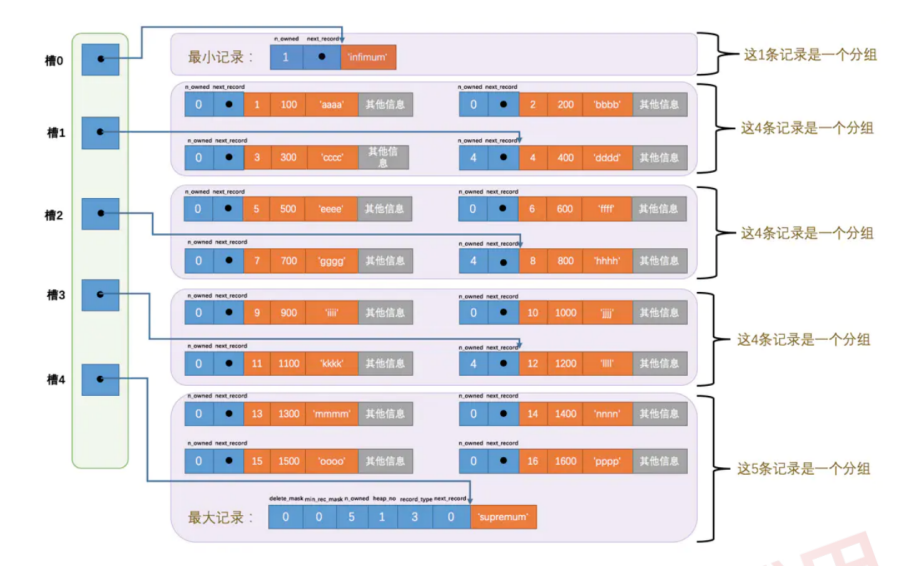 n_owned next_record
槽0 最小记录： 1 'infimum' 这1条记录是一个分组
n_owned next_record n_owned next_record
0 1 100 'aaaa' 其他信息 0 2 200 'bbbb' 其他信息
槽1 这4条记录是一个分组
n_owned next_record n_owned next_record
0 3 300 'cccc' 其他信息 4 4 400 'dddd' 其他信息
n_owned next_record n_owned next_record
0 5 500 'eeee' 其他信息 0 6 600 'ffff' 其他信息
槽2 这4条记录是一个分组
n_owned next_record n_owned next_record
0 7 700 'gggg' 其他信息 4 8 800 'hhhh' 其他信息
槽3
n_owned next_record n_owned next_record
0 9 900 'iiii' 其他信息 0 10 1000 'jjjj' 其他信息
这4条记录是一个分组
n_owned next_record n_owned next_record
0 11 1100 'kkkk' 其他信息 4 12 1200 'llll' 其他信息
槽4
n_owned next_record n_owned next_record
0 13 1300 'mmmm' 其他信息 0 14 1400 'nnnn' 其他信息
n_owned next_record n_owned next_record
0 15 1500 'oooo' 其他信息 0 16 1600 'pppp' 其他信息
这5条记录是一个分组
delete_mask min_rec_mask n_owned heap_no record_type next_record
最大记录： 0 0 5 1 3 0 'supremum'